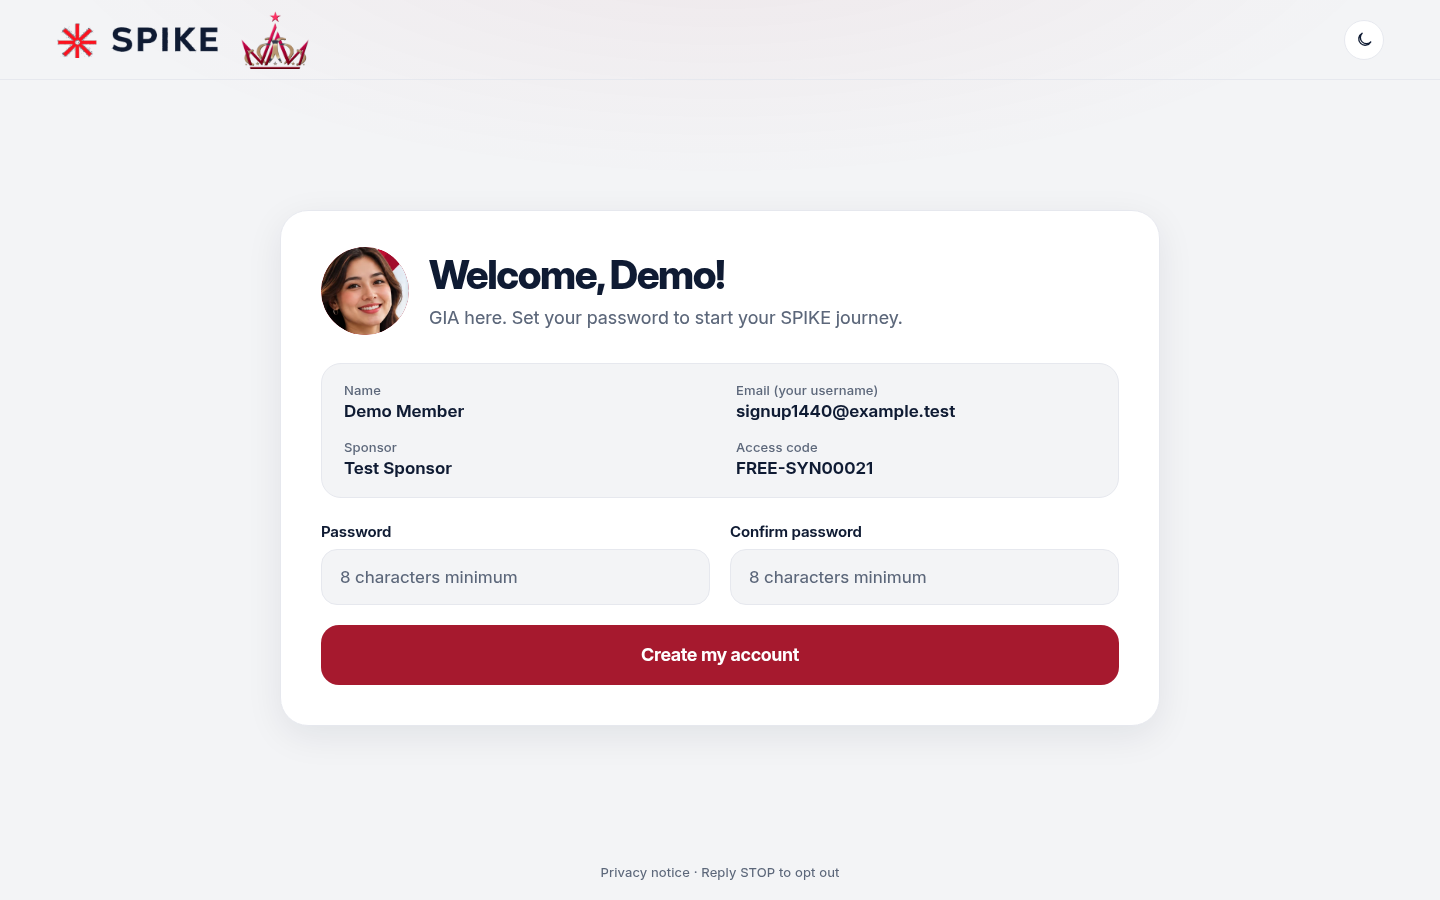 SPIKE
Welcome, Demo!
GIA here. Set your password to start your SPIKE journey.
Name
Demo Member
Email (your username)
signup1440@example.test
Sponsor
Test Sponsor
Access code
FREE-SYN00021
Password
Confirm password
8 characters minimum
8 characters minimum
Create my account
Privacy notice · Reply STOP to opt out